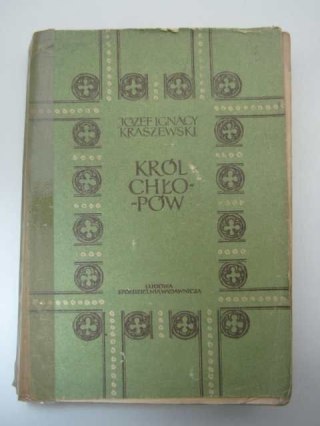 JÓZEF IGNACY
KRASZEWSKI
KRÓL
CHŁO-
-PÓW
LUDOWA
SPÓŁDZIELNIA WYDAWNICZA